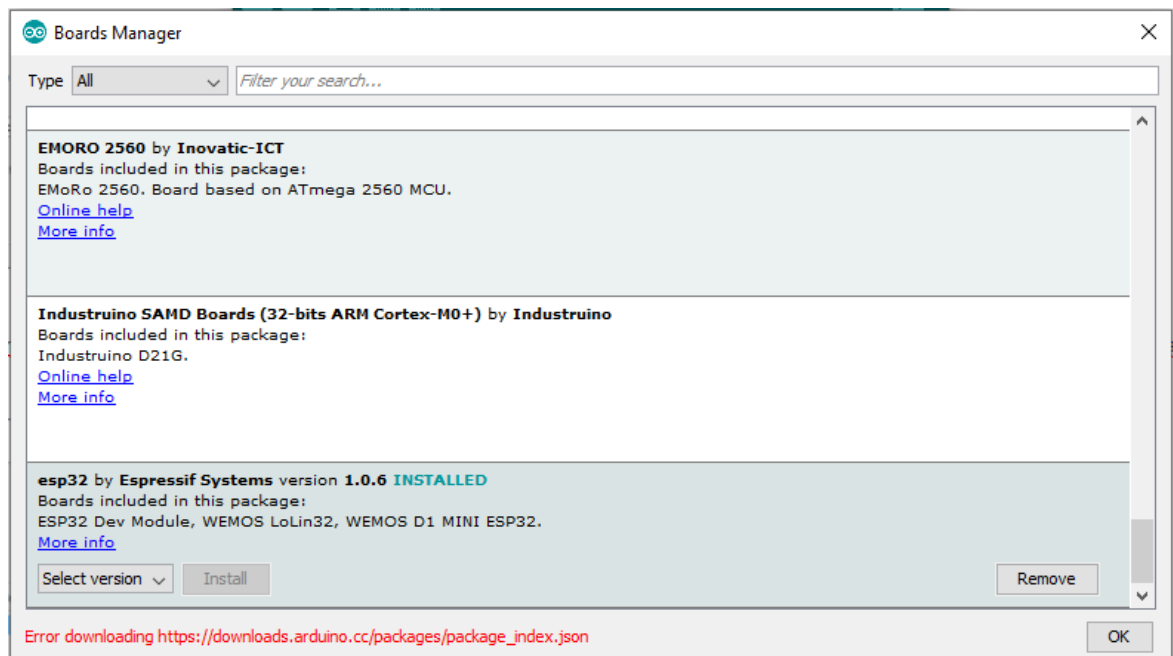 Boards Manager
Type All Filter your search...
EMORO 2560 by Inovatic-ICT
Boards included in this package:
EMoRo 2560. Board based on ATmega 2560 MCU.
Online help
More info
Industruino SAMD Boards (32-bits ARM Cortex-M0+) by Industruino
Boards included in this package:
Industruino D21G.
Online help
More info
esp32 by Espressif Systems version 1.0.6 INSTALLED
Boards included in this package:
ESP32 Dev Module, WEMOS LoLin32, WEMOS D1 MINI ESP32.
More info
Select version Install Remove
Error downloading https://downloads.arduino.cc/packages/package_index.json OK